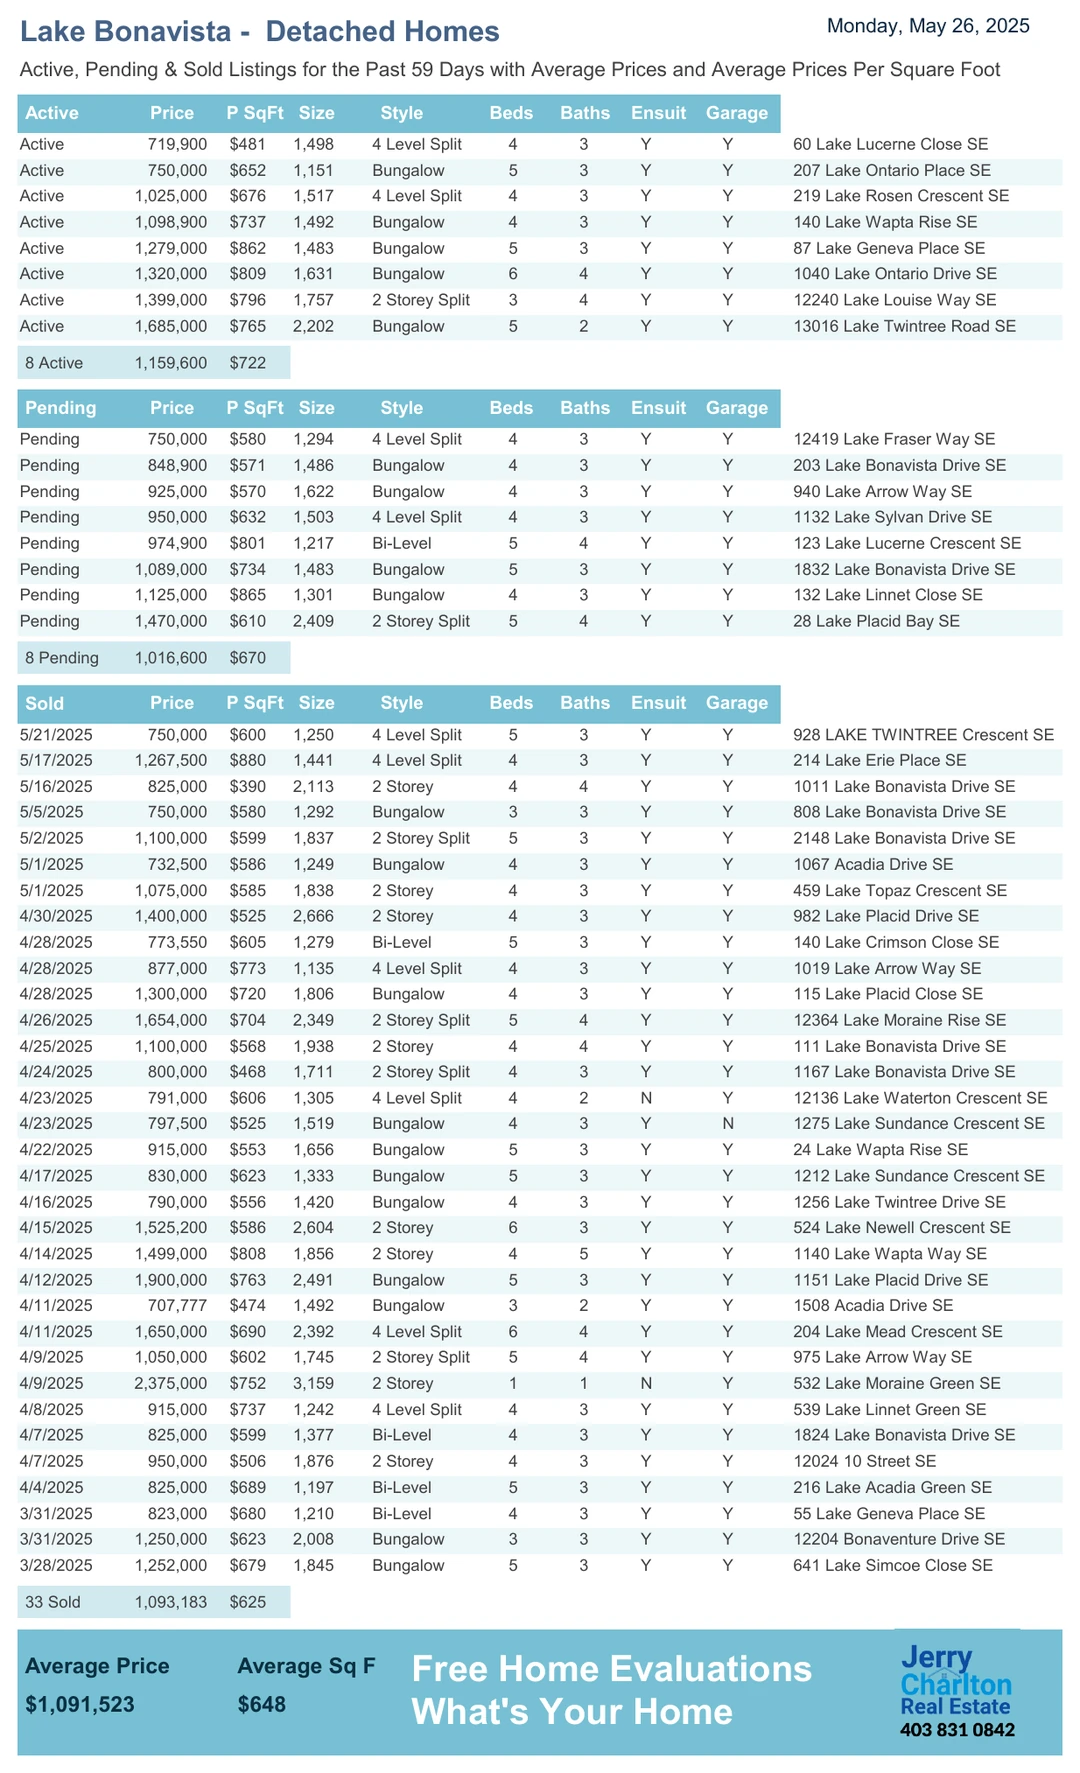 Lake Bonavista -  Detached Homes
Monday, May 26, 2025
Active, Pending & Sold Listings for the Past 59 Days with Average Prices and Average Prices Per Square Foot
Active Price P SqFt Size Style Beds Baths Ensuit Garage
Active 719,900 $481 1,498 4 Level Split 4 3 Y Y 60 Lake Lucerne Close SE
Active 750,000 $652 1,151 Bungalow 5 3 Y Y 207 Lake Ontario Place SE
Active 1,025,000 $676 1,517 4 Level Split 4 3 Y Y 219 Lake Rosen Crescent SE
Active 1,098,900 $737 1,492 Bungalow 4 3 Y Y 140 Lake Wapta Rise SE
Active 1,279,000 $862 1,483 Bungalow 5 3 Y Y 87 Lake Geneva Place SE
Active 1,320,000 $809 1,631 Bungalow 6 4 Y Y 1040 Lake Ontario Drive SE
Active 1,399,000 $796 1,757 2 Storey Split 3 4 Y Y 12240 Lake Louise Way SE
Active 1,685,000 $765 2,202 Bungalow 5 2 Y Y 13016 Lake Twintree Road SE
8 Active 1,159,600 $722
Pending Price P SqFt Size Style Beds Baths Ensuit Garage
Pending 750,000 $580 1,294 4 Level Split 4 3 Y Y 12419 Lake Fraser Way SE
Pending 848,900 $571 1,486 Bungalow 4 3 Y Y 203 Lake Bonavista Drive SE
Pending 925,000 $570 1,622 Bungalow 4 3 Y Y 940 Lake Arrow Way SE
Pending 950,000 $632 1,503 4 Level Split 4 3 Y Y 1132 Lake Sylvan Drive SE
Pending 974,900 $801 1,217 Bi-Level 5 4 Y Y 123 Lake Lucerne Crescent SE
Pending 1,089,000 $734 1,483 Bungalow 5 3 Y Y 1832 Lake Bonavista Drive SE
Pending 1,125,000 $865 1,301 Bungalow 4 3 Y Y 132 Lake Linnet Close SE
Pending 1,470,000 $610 2,409 2 Storey Split 5 4 Y Y 28 Lake Placid Bay SE
8 Pending 1,016,600 $670
Sold Price P SqFt Size Style Beds Baths Ensuit Garage
5/21/2025 750,000 $600 1,250 4 Level Split 5 3 Y Y 928 LAKE TWINTREE Crescent SE
5/17/2025 1,267,500 $880 1,441 4 Level Split 4 3 Y Y 214 Lake Erie Place SE
5/16/2025 825,000 $390 2,113 2 Storey 4 4 Y Y 1011 Lake Bonavista Drive SE
5/5/2025 750,000 $580 1,292 Bungalow 3 3 Y Y 808 Lake Bonavista Drive SE
5/2/2025 1,100,000 $599 1,837 2 Storey Split 5 3 Y Y 2148 Lake Bonavista Drive SE
5/1/2025 732,500 $586 1,249 Bungalow 4 3 Y Y 1067 Acadia Drive SE
5/1/2025 1,075,000 $585 1,838 2 Storey 4 3 Y Y 459 Lake Topaz Crescent SE
4/30/2025 1,400,000 $525 2,666 2 Storey 4 3 Y Y 982 Lake Placid Drive SE
4/28/2025 773,550 $605 1,279 Bi-Level 5 3 Y Y 140 Lake Crimson Close SE
4/28/2025 877,000 $773 1,135 4 Level Split 4 3 Y Y 1019 Lake Arrow Way SE
4/28/2025 1,300,000 $720 1,806 Bungalow 4 3 Y Y 115 Lake Placid Close SE
4/26/2025 1,654,000 $704 2,349 2 Storey Split 5 4 Y Y 12364 Lake Moraine Rise SE
4/25/2025 1,100,000 $568 1,938 2 Storey 4 4 Y Y 111 Lake Bonavista Drive SE
4/24/2025 800,000 $468 1,711 2 Storey Split 4 3 Y Y 1167 Lake Bonavista Drive SE
4/23/2025 791,000 $606 1,305 4 Level Split 4 2 N Y 12136 Lake Waterton Crescent SE
4/23/2025 797,500 $525 1,519 Bungalow 4 3 Y N 1275 Lake Sundance Crescent SE
4/22/2025 915,000 $553 1,656 Bungalow 5 3 Y Y 24 Lake Wapta Rise SE
4/17/2025 830,000 $623 1,333 Bungalow 5 3 Y Y 1212 Lake Sundance Crescent SE
4/16/2025 790,000 $556 1,420 Bungalow 4 3 Y Y 1256 Lake Twintree Drive SE
4/15/2025 1,525,200 $586 2,604 2 Storey 6 3 Y Y 524 Lake Newell Crescent SE
4/14/2025 1,499,000 $808 1,856 2 Storey 4 5 Y Y 1140 Lake Wapta Way SE
4/12/2025 1,900,000 $763 2,491 Bungalow 5 3 Y Y 1151 Lake Placid Drive SE
4/11/2025 707,777 $474 1,492 Bungalow 3 2 Y Y 1508 Acadia Drive SE
4/11/2025 1,650,000 $690 2,392 4 Level Split 6 4 Y Y 204 Lake Mead Crescent SE
4/9/2025 1,050,000 $602 1,745 2 Storey Split 5 4 Y Y 975 Lake Arrow Way SE
4/9/2025 2,375,000 $752 3,159 2 Storey 1 1 N Y 532 Lake Moraine Green SE
4/8/2025 915,000 $737 1,242 4 Level Split 4 3 Y Y 539 Lake Linnet Green SE
4/7/2025 825,000 $599 1,377 Bi-Level 4 3 Y Y 1824 Lake Bonavista Drive SE
4/7/2025 950,000 $506 1,876 2 Storey 4 3 Y Y 12024 10 Street SE
4/4/2025 825,000 $689 1,197 Bi-Level 5 3 Y Y 216 Lake Acadia Green SE
3/31/2025 823,000 $680 1,210 Bi-Level 4 3 Y Y 55 Lake Geneva Place SE
3/31/2025 1,250,000 $623 2,008 Bungalow 3 3 Y Y 12204 Bonaventure Drive SE
3/28/2025 1,252,000 $679 1,845 Bungalow 5 3 Y Y 641 Lake Simcoe Close SE
33 Sold 1,093,183 $625
Average Price Average Sq F
$1,091,523 $648
Free Home Evaluations
What's Your Home
Jerry
Charlton
Real Estate
403 831 0842